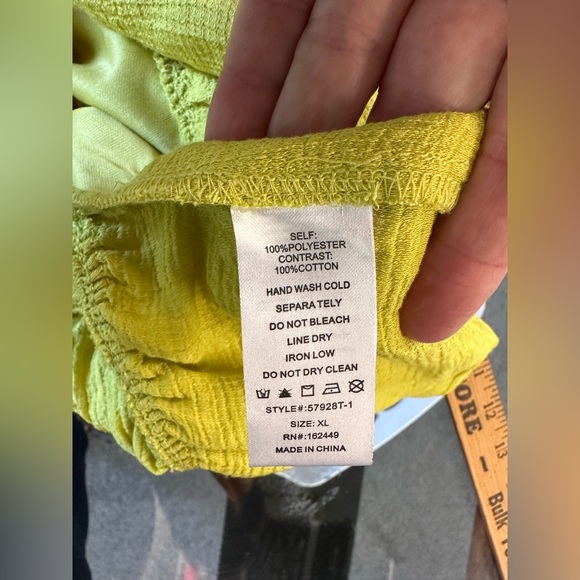 SELF:
100%POLYESTER
CONTRAST:
100%COTTON
HAND WASH COLD
SEPARA TELY
DO NOT BLEACH
LINE DRY
IRON LOW
DO NOT DRY CLEAN
STYLE#:57928T-1
SIZE: XL
RN#:162449
MADE IN CHINA
ORE
12
13
Bulk